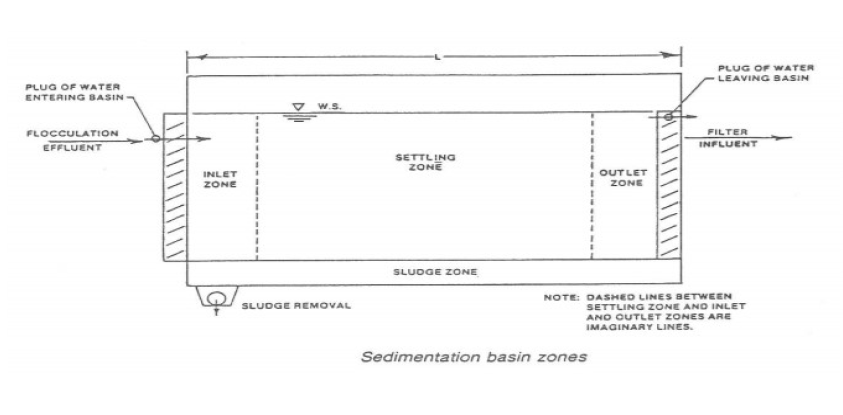 L
PLUG OF WATER
LEAVING BASIN
PLUG OF WATER
ENTERING BASIN
W.S.
FLOCCULATION
EFFLUENT
FILTER
INFLUENT
SETTLING
ZONE
INLET
ZONE
OUTLET
ZONE
SLUDGE ZONE
SLUDGE REMOVAL
NOTE: DASHED LINES BETWEEN
SETTLING ZONE AND INLET
AND OUTLET ZONES ARE
IMAGINARY LINES.
Sedimentation basin zones